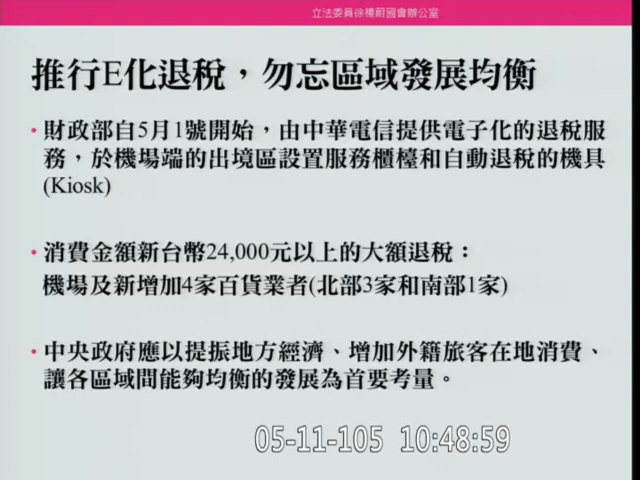 立法委員徐榛蔚國會辦公室
推行E化退稅，勿忘區域發展均衡
•財政部自5月1號開始，由中華電信提供電子化的退稅服
務，於機場端的出境區設置服務櫃檯和自動退稅的機具
(Kiosk)
•消費金額新台幣24,000元以上的大額退稅：
機場及新增加4家百貨業者(北部3家和南部1家)
•中央政府應以提振地方經濟、增加外籍旅客在地消費、
讓各區域間能夠均衡的發展為首要考量。
05-11-105 10:48:59